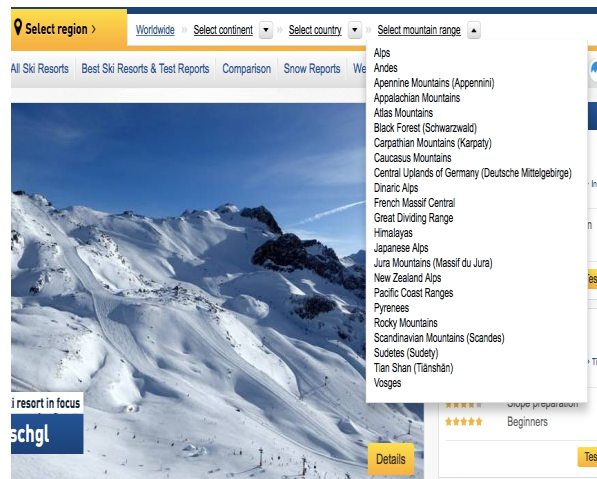 Select region >
Worldwide » Select continent » Select country » Select mountain range
All Ski Resorts Best Ski Resorts & Test Reports Comparison Snow Reports
Alps
Andes
Apennine Mountains (Appennini)
Appalachian Mountains
Atlas Mountains
Black Forest (Schwarzwald)
Carpathian Mountains (Karpaty)
Caucasus Mountains
Central Uplands of Germany (Deutsche Mittelgebirge)
Dinaric Alps
French Massif Central
Great Dividing Range
Himalayas
Japanese Alps
Jura Mountains (Massif du Jura)
New Zealand Alps
Pacific Coast Ranges
Pyrenees
Rocky Mountains
Scandinavian Mountains (Scandes)
Sudetes (Sudety)
Tian Shan (Tiānshān)
Vosges
resort in focus
schgl
Details
Slope preparation
Beginners